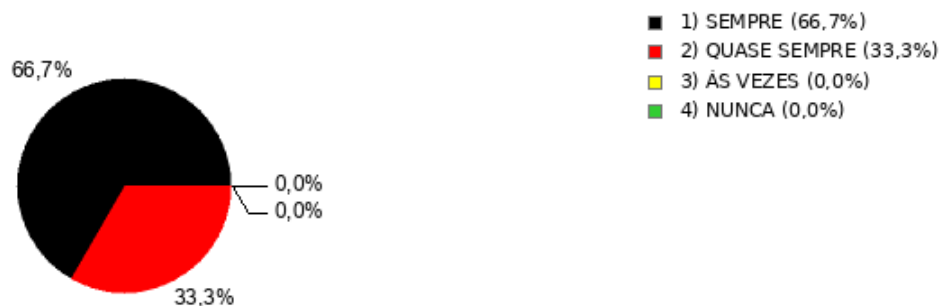 1) SEMPRE (66,7%)
2) QUASE SEMPRE (33,3%)
3) ÀS VEZES (0,0%)
4) NUNCA (0,0%)
66,7%
0,0%
0,0%
33,3%